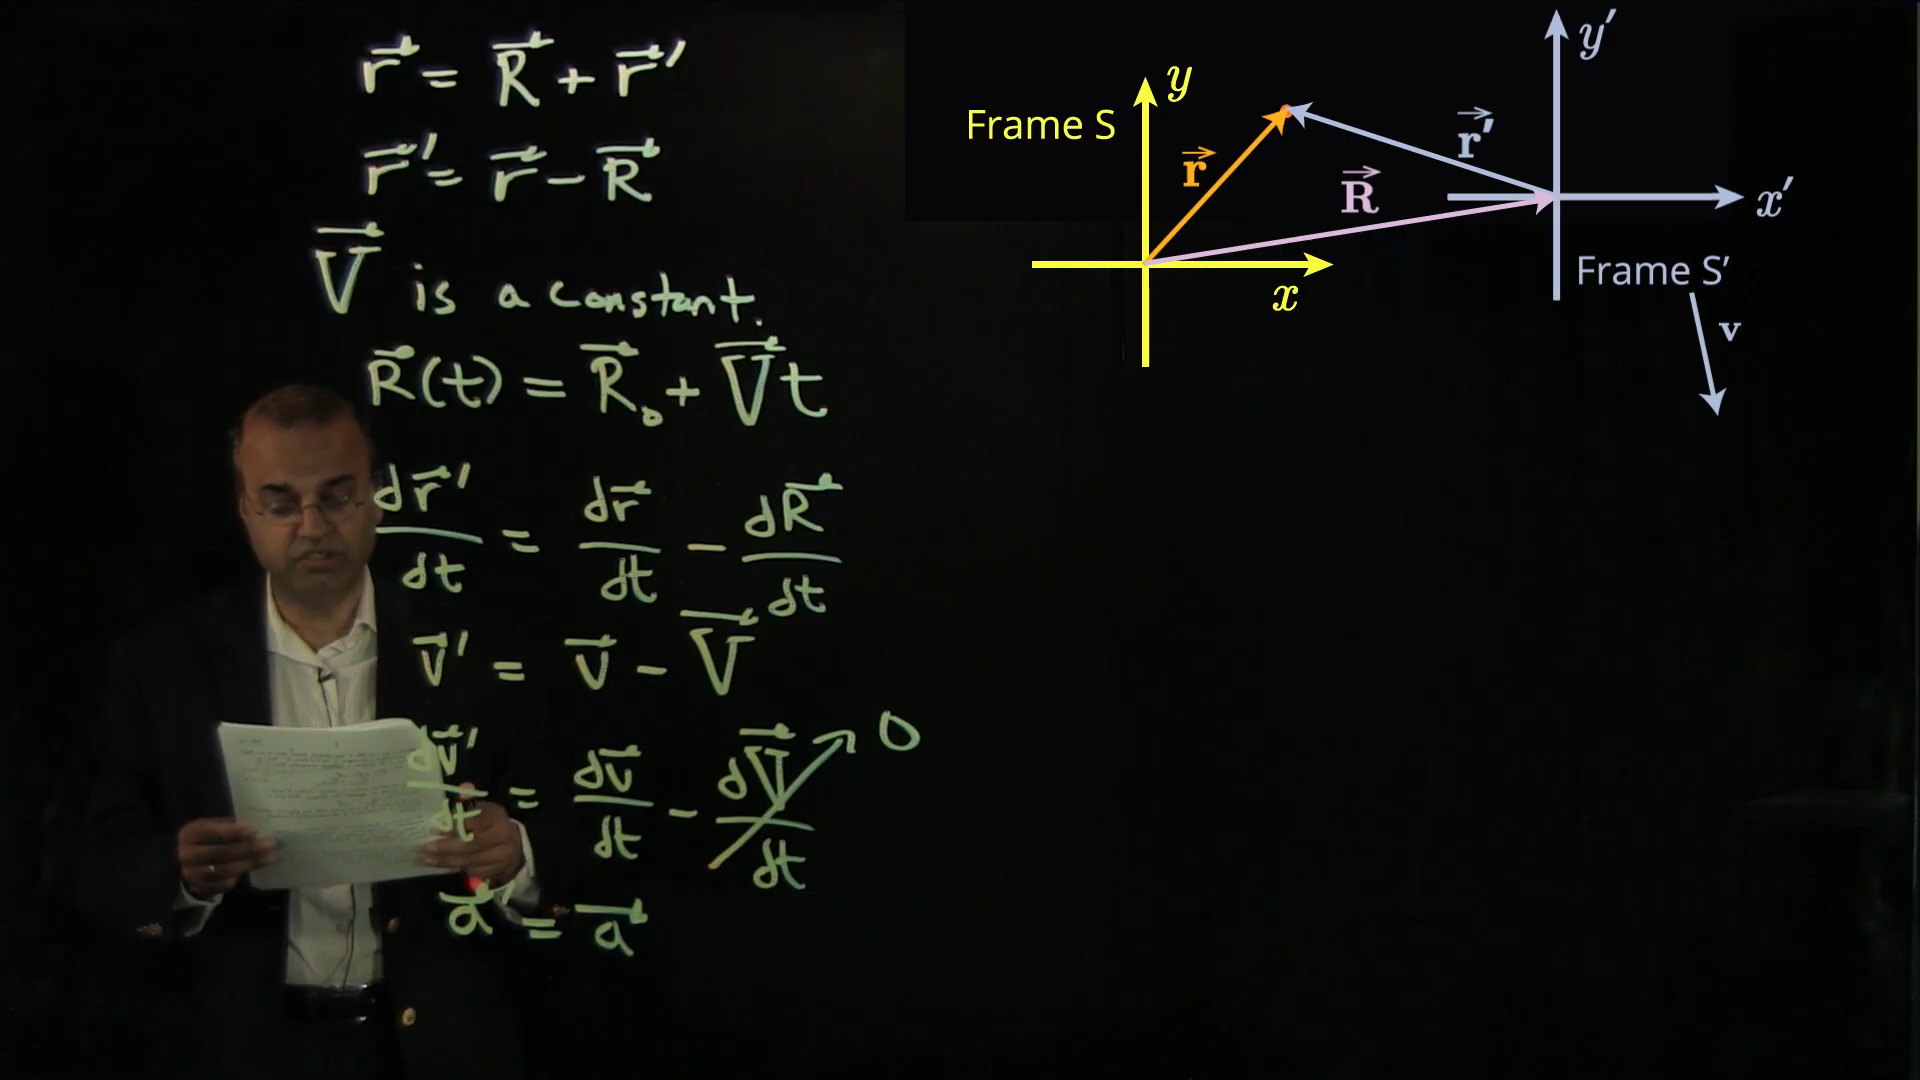 r⃗ = R⃗ + r⃗ ′
r⃗ ′ = r⃗ − R⃗
V⃗ is a constant.
R⃗(t) = R⃗₀ + V⃗t
dr⃗ ′/dt = dr⃗/dt − dR⃗/dt
v⃗ ′ = v⃗ − V⃗
dv⃗ ′/dt = dv⃗/dt − dV⃗/dt 0
a⃗ ′ = a⃗
y
Frame S
r⃗
x
y′
r⃗′
R⃗
x′
Frame S’
v